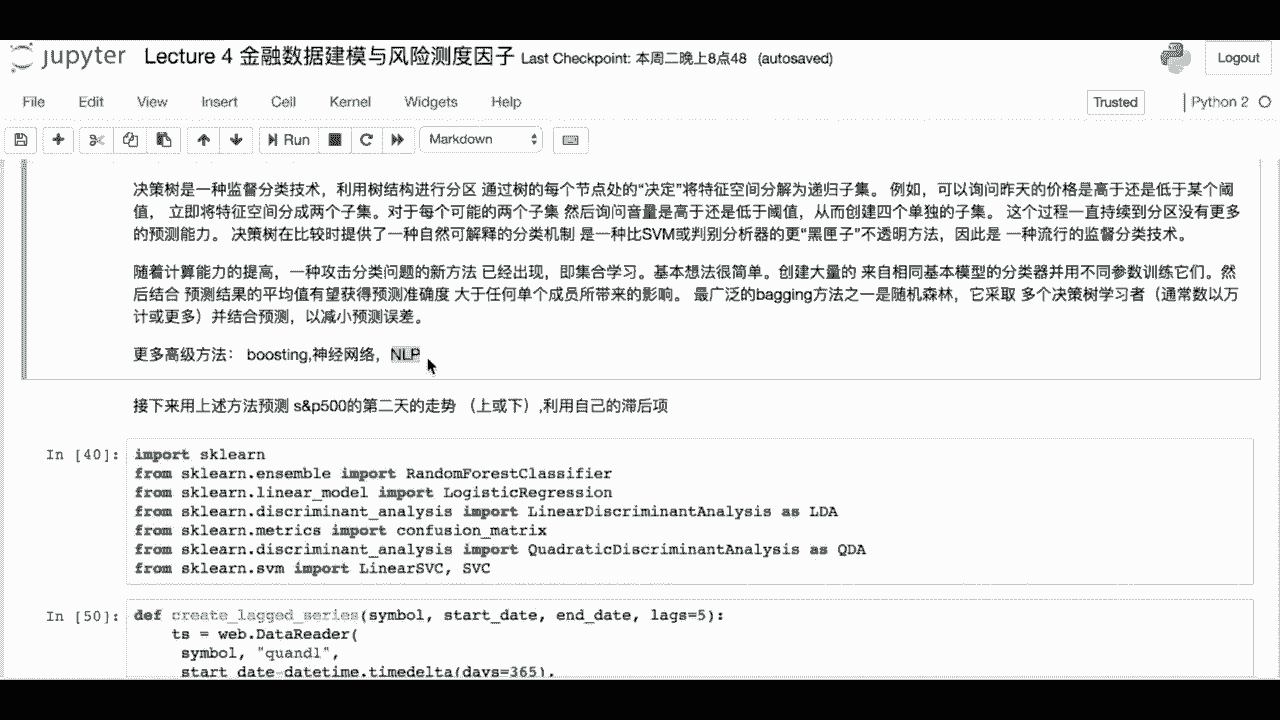 jupyter Lecture 4 金融数据建模与风险测度因子 Last Checkpoint: 本周二晚上8点48 (autosaved) Logout
File Edit View Insert Cell Kernel Widgets Help Trusted Python 2
Run Markdown
决策树是一种监督分类技术，利用树结构进行分区 通过树的每个节点处的“决定”将特征空间分解为递归子集。 例如，可以询问昨天的价格是高于还是低于某个阈
值， 立即将特征空间分成两个子集。对于每个可能的两个子集 然后询问音量是高于还是低于阈值，从而创建四个单独的子集。 这个过程一直持续到分区没有更多
的预测能力。 决策树在比较时提供了一种自然可解释的分类机制 是一种比SVM或判别分析器的更“黑匣子”不透明方法，因此是 一种流行的监督分类技术。
随着计算能力的提高，一种攻击分类问题的新方法 已经出现，即集合学习。基本想法很简单。创建大量的 来自相同基本模型的分类器并用不同参数训练它们。然
后结合 预测结果的平均值有望获得预测准确度 大于任何单个成员所带来的影响。 最广泛的bagging方法之一是随机森林，它采取 多个决策树学习者（通常数以万
计或更多）并结合预测，以减小预测误差。
更多高级方法： boosting,神经网络，NLP
接下来用上述方法预测 s&p500的第二天的走势 （上或下）,利用自己的滞后项
In [40]: import sklearn
from sklearn.ensemble import RandomForestClassifier
from sklearn.linear_model import LogisticRegression
from sklearn.discriminant_analysis import LinearDiscriminantAnalysis as LDA
from sklearn.metrics import confusion_matrix
from sklearn.discriminant_analysis import QuadraticDiscriminantAnalysis as QDA
from sklearn.svm import LinearSVC, SVC
In [50]: def create_lagged_series(symbol, start_date, end_date, lags=5):
ts = web.DataReader(
symbol, "quandl",
start_date-datetime.timedelta(days=365),